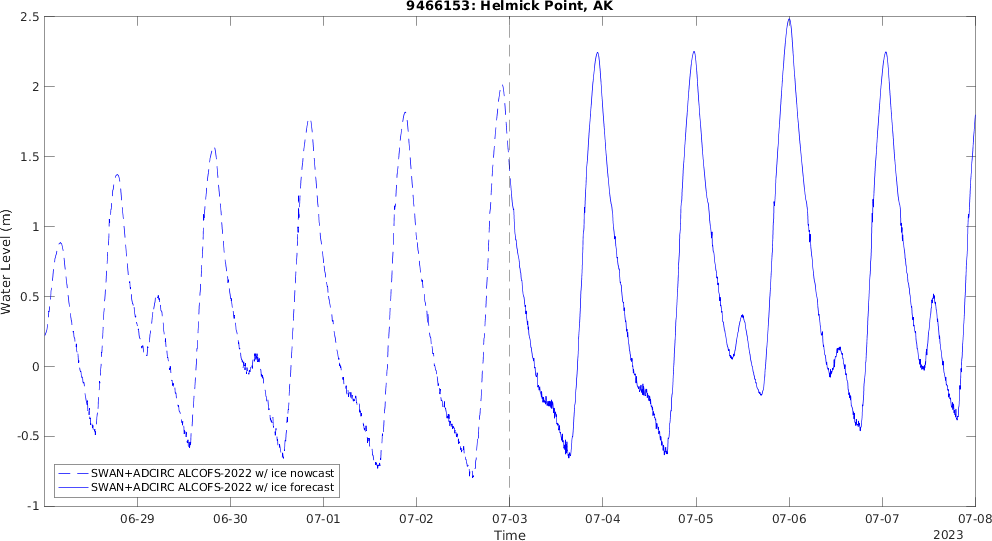 9466153: Helmick Point, AK
2.5
2
1.5
1
0.5
0
-0.5
-1
Water Level (m)
SWAN+ADCIRC ALCOFS-2022 w/ ice nowcast
SWAN+ADCIRC ALCOFS-2022 w/ ice forecast
06-29 06-30 07-01 07-02 07-03 07-04 07-05 07-06 07-07 07-08
Time
2023